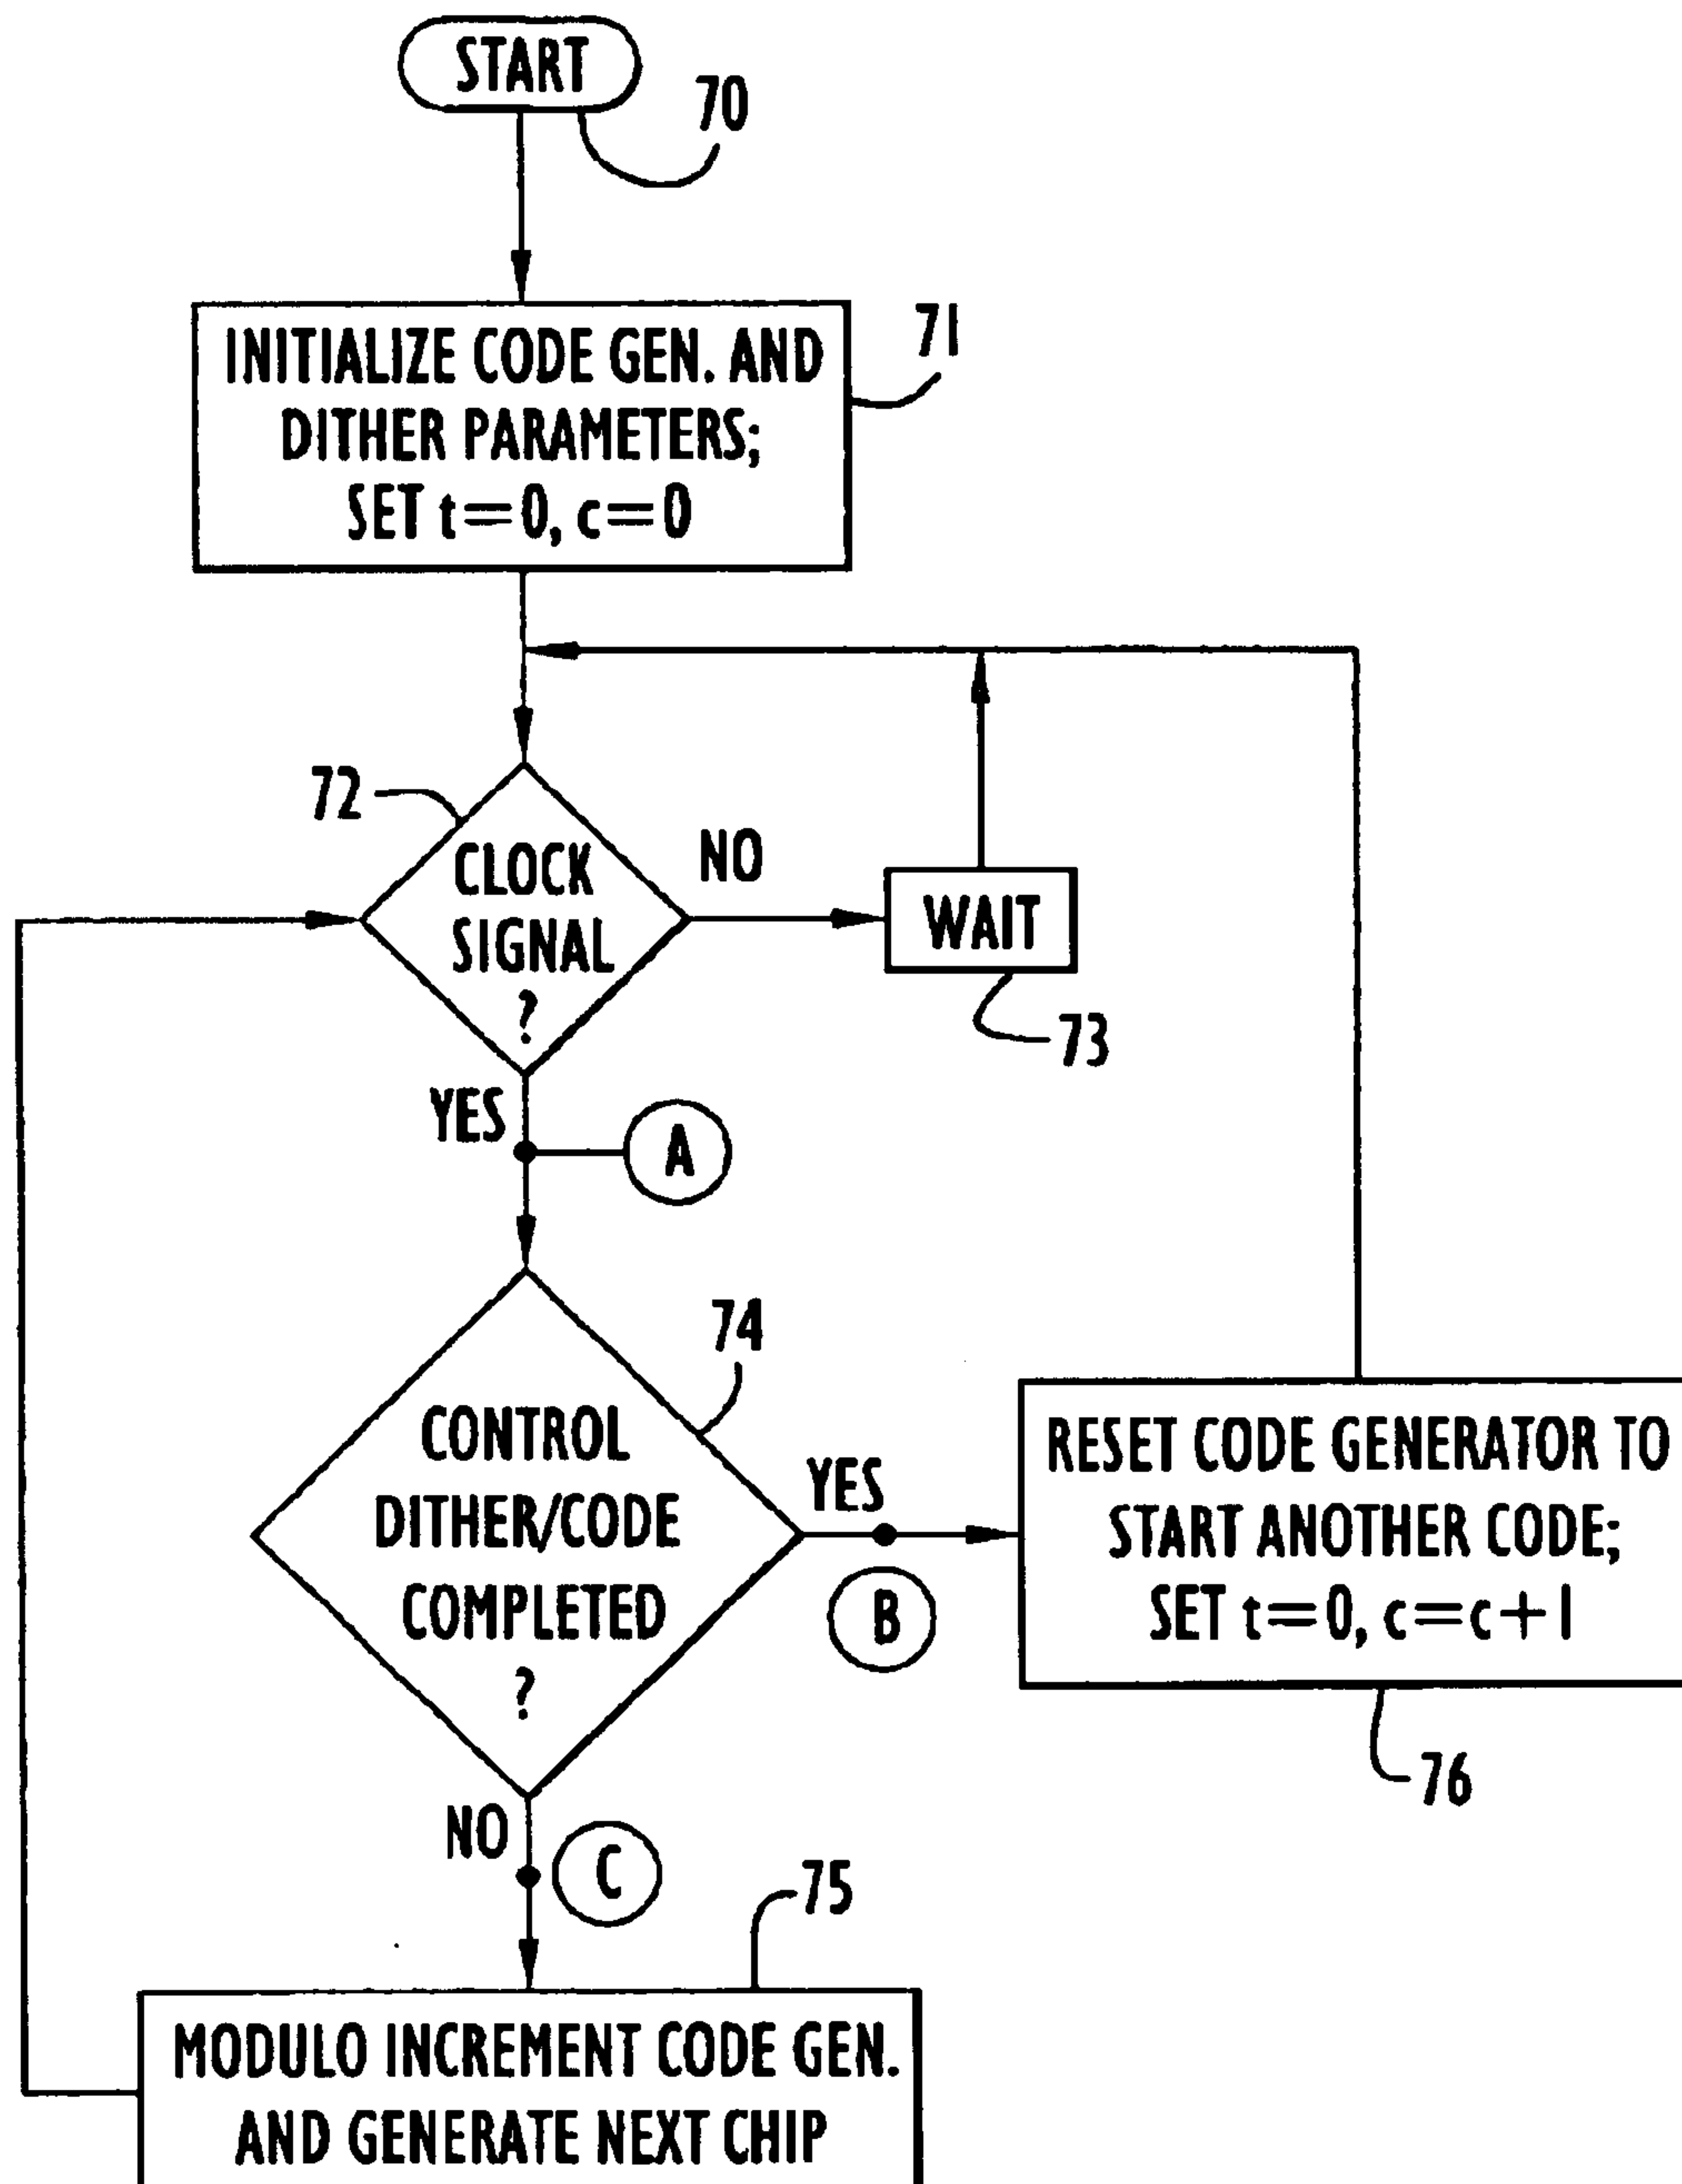 START
70
INITIALIZE CODE GEN. AND
DITHER PARAMETERS;
SET t=0, c=0
71
72
CLOCK
SIGNAL
?
NO
WAIT
73
YES
A
74
CONTROL
DITHER/CODE
COMPLETED
?
YES
B
RESET CODE GENERATOR TO
START ANOTHER CODE;
SET t=0, c=c+1
76
NO
C
75
MODULO INCREMENT CODE GEN.
AND GENERATE NEXT CHIP